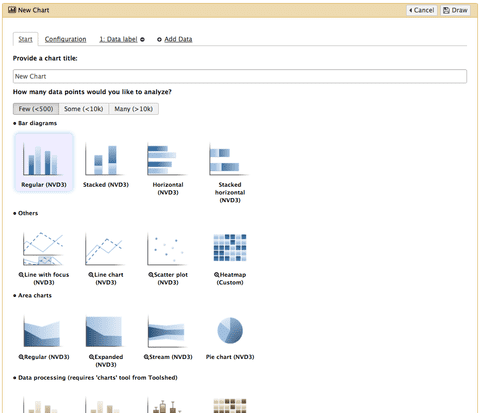 New Chart
Cancel
Draw
Start
Configuration
1: Data label
Add Data
Provide a chart title:
New Chart
How many data points would you like to analyze?
Few (<500)
Some (<10k)
Many (>10k)
• Bar diagrams
Regular (NVD3)
Stacked (NVD3)
Horizontal
(NVD3)
Stacked
horizontal
(NVD3)
• Others
Line with focus
(NVD3)
Line chart
(NVD3)
Scatter plot
(NVD3)
Heatmap
(Custom)
• Area charts
Regular (NVD3)
Expanded
(NVD3)
Stream (NVD3)
Pie chart (NVD3)
• Data processing (requires 'charts' tool from Toolshed)